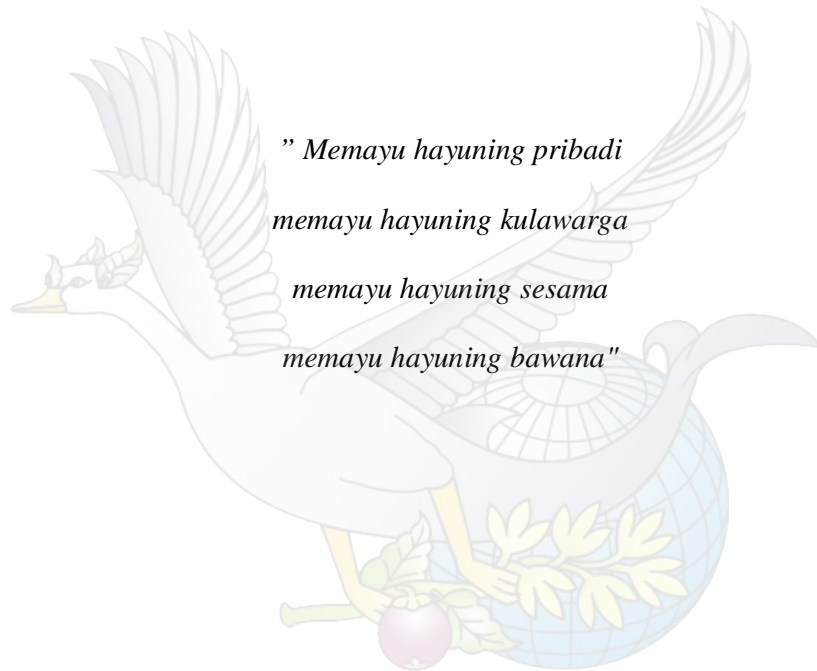 ” Memayu hayuning pribadi
memayu hayuning kulawarga
memayu hayuning sesama
memayu hayuning bawana"